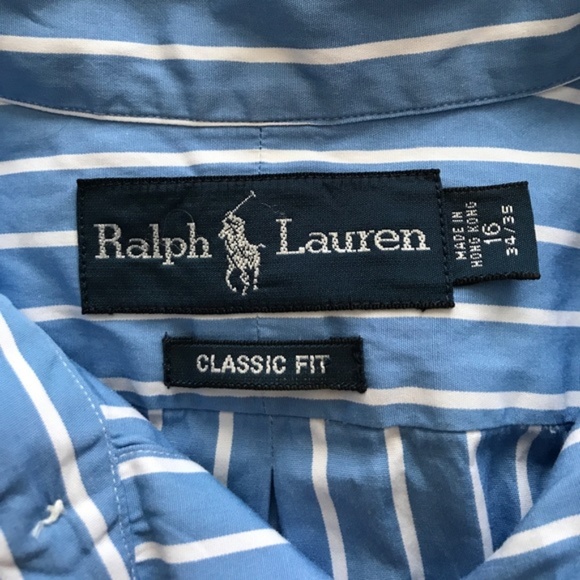 Ralph Lauren
MADE IN
HONG KONG
16
34/35
CLASSIC FIT